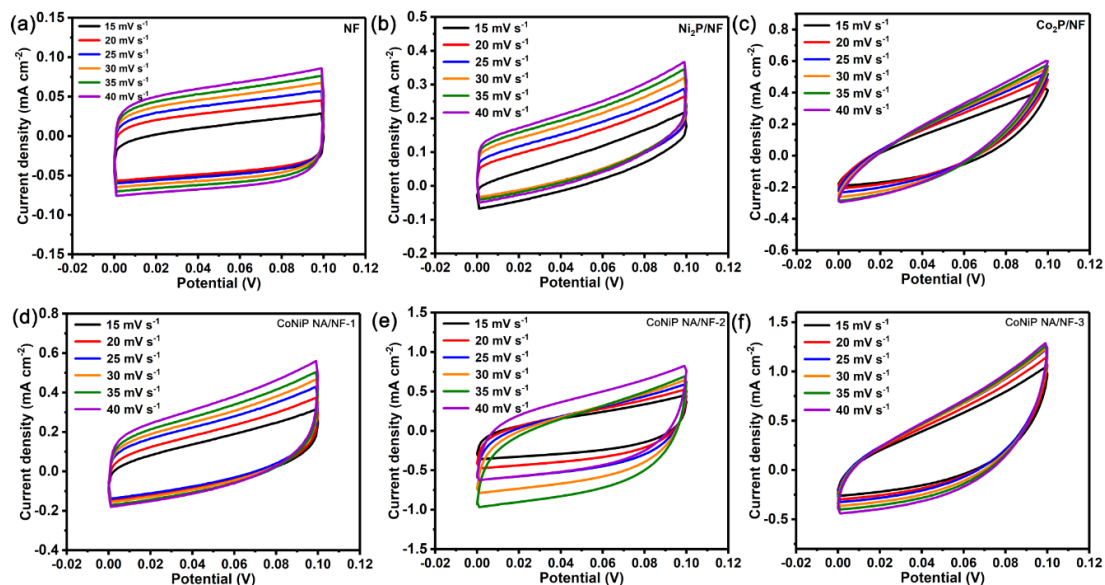 (a)
NF
15 mV s⁻¹
20 mV s⁻¹
25 mV s⁻¹
30 mV s⁻¹
35 mV s⁻¹
40 mV s⁻¹
Current density (mA cm⁻²)
0.15
0.10
0.05
0.00
-0.05
-0.10
-0.15
-0.02 0.00 0.02 0.04 0.06 0.08 0.10 0.12
Potential (V)
(b)
Ni₂P/NF
15 mV s⁻¹
20 mV s⁻¹
25 mV s⁻¹
30 mV s⁻¹
35 mV s⁻¹
40 mV s⁻¹
Current density (mA cm⁻²)
0.5
0.4
0.3
0.2
0.1
0.0
-0.1
-0.2
-0.02 0.00 0.02 0.04 0.06 0.08 0.10 0.12
Potential (V)
(c)
Co₂P/NF
15 mV s⁻¹
20 mV s⁻¹
25 mV s⁻¹
30 mV s⁻¹
35 mV s⁻¹
40 mV s⁻¹
Current density (mA cm⁻²)
0.8
0.6
0.4
0.2
0.0
-0.2
-0.4
-0.6
-0.02 0.00 0.02 0.04 0.06 0.08 0.10 0.12
Potential (V)
(d)
CoNiP NA/NF-1
15 mV s⁻¹
20 mV s⁻¹
25 mV s⁻¹
30 mV s⁻¹
35 mV s⁻¹
40 mV s⁻¹
Current density (mA cm⁻²)
0.8
0.6
0.4
0.2
0.0
-0.2
-0.4
-0.02 0.00 0.02 0.04 0.06 0.08 0.10 0.12
Potential (V)
(e)
CoNiP NA/NF-2
15 mV s⁻¹
20 mV s⁻¹
25 mV s⁻¹
30 mV s⁻¹
35 mV s⁻¹
40 mV s⁻¹
Current density (mA cm⁻²)
1.5
1.0
0.5
0.0
-0.5
-1.0
-1.5
-0.02 0.00 0.02 0.04 0.06 0.08 0.10 0.12
Potential (V)
(f)
CoNiP NA/NF-3
15 mV s⁻¹
20 mV s⁻¹
25 mV s⁻¹
30 mV s⁻¹
35 mV s⁻¹
40 mV s⁻¹
Current density (mA cm⁻²)
1.5
1.0
0.5
0.0
-0.5
-0.02 0.00 0.02 0.04 0.06 0.08 0.10 0.12
Potential (V)